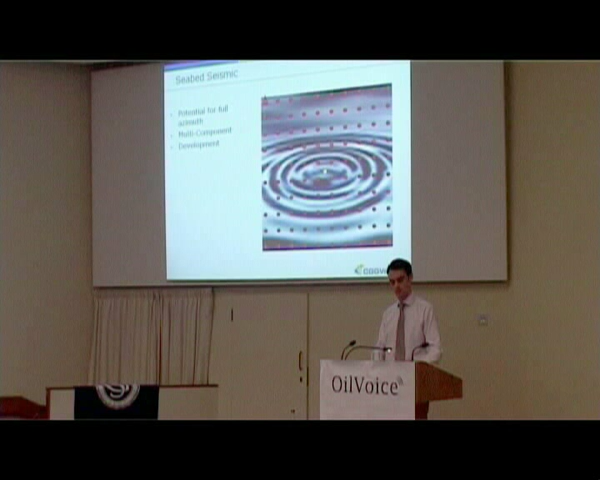 Seabed Seismic
Potential for full
azimuth
Multi-Component
Development
OilVoice